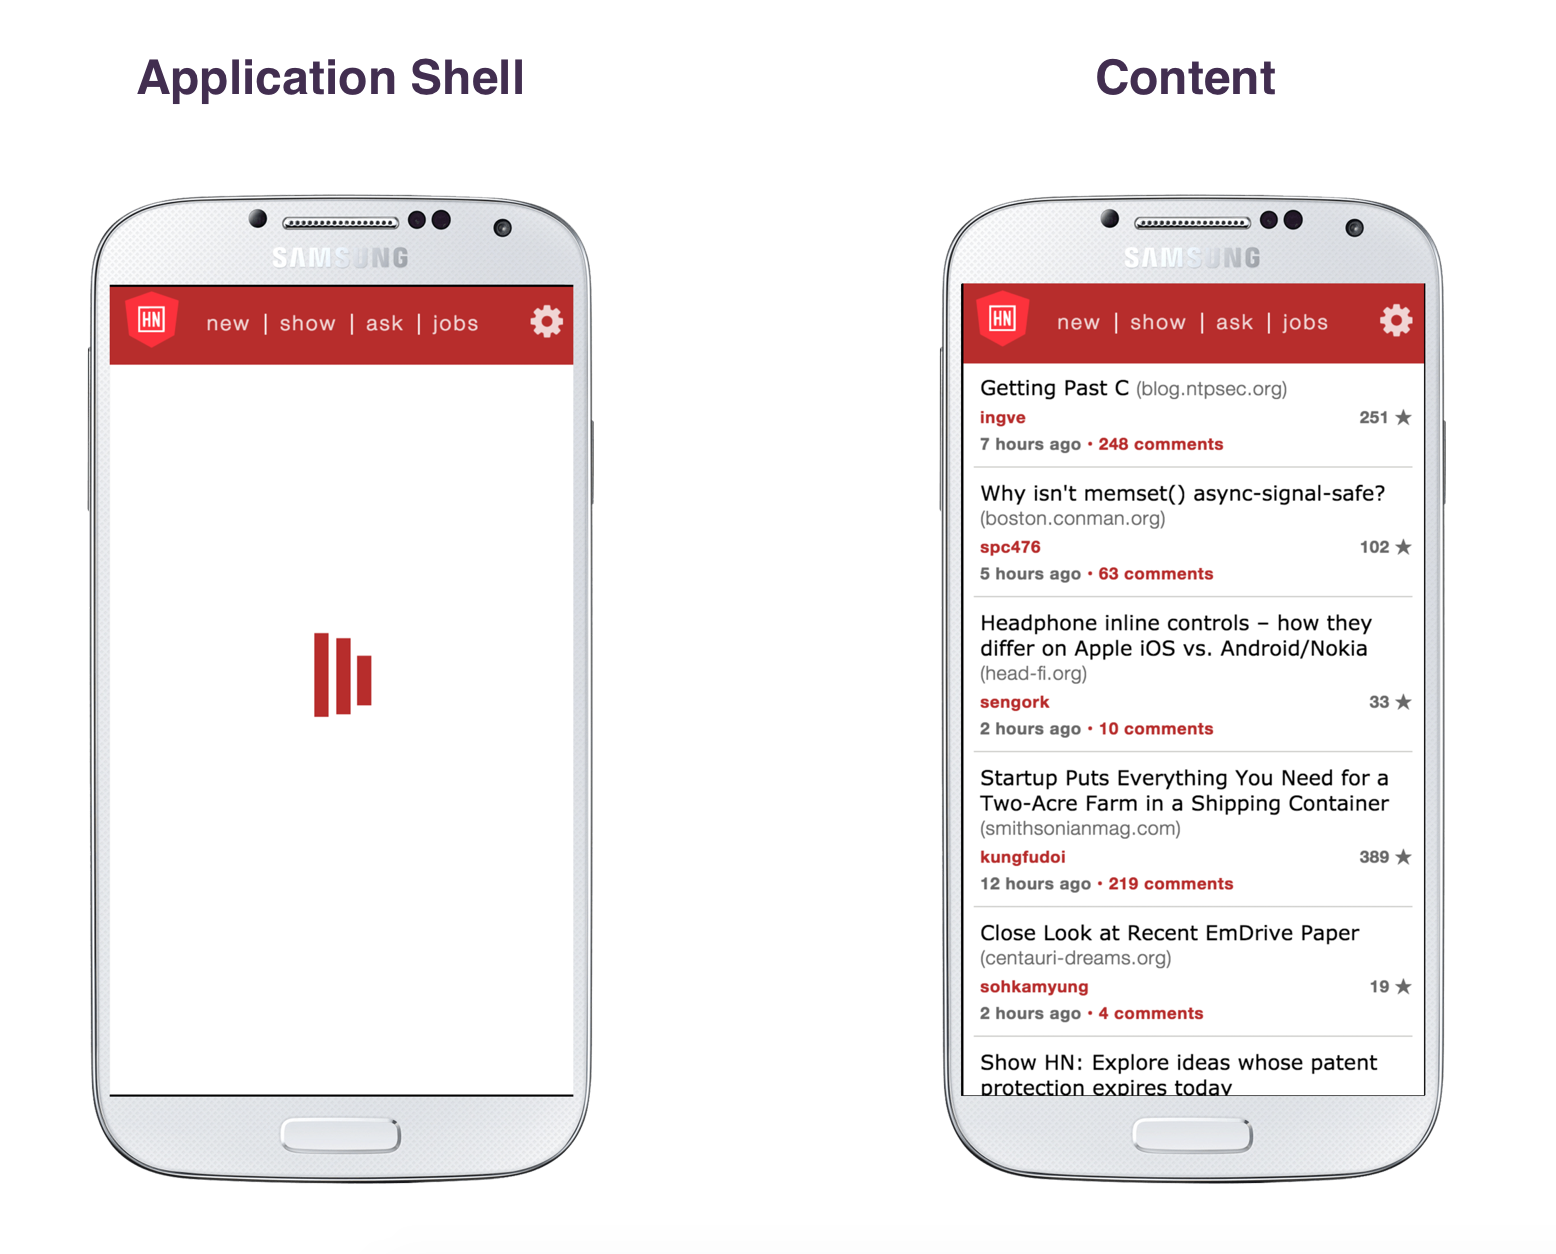 Application Shell
Content
SAMSUNG
HN
new | show | ask | jobs
SAMSUNG
HN
new | show | ask | jobs
Getting Past C (blog.ntpsec.org)
ingve
251 ★
7 hours ago • 248 comments
Why isn't memset() async-signal-safe?
(boston.conman.org)
spc476
102 ★
5 hours ago • 63 comments
Headphone inline controls – how they
differ on Apple iOS vs. Android/Nokia
(head-fi.org)
sengork
33 ★
2 hours ago • 10 comments
Startup Puts Everything You Need for a
Two-Acre Farm in a Shipping Container
(smithsonianmag.com)
kungfudoi
389 ★
12 hours ago • 219 comments
Close Look at Recent EmDrive Paper
(centauri-dreams.org)
sohkamyung
19 ★
2 hours ago • 4 comments
Show HN: Explore ideas whose patent
protection expires today